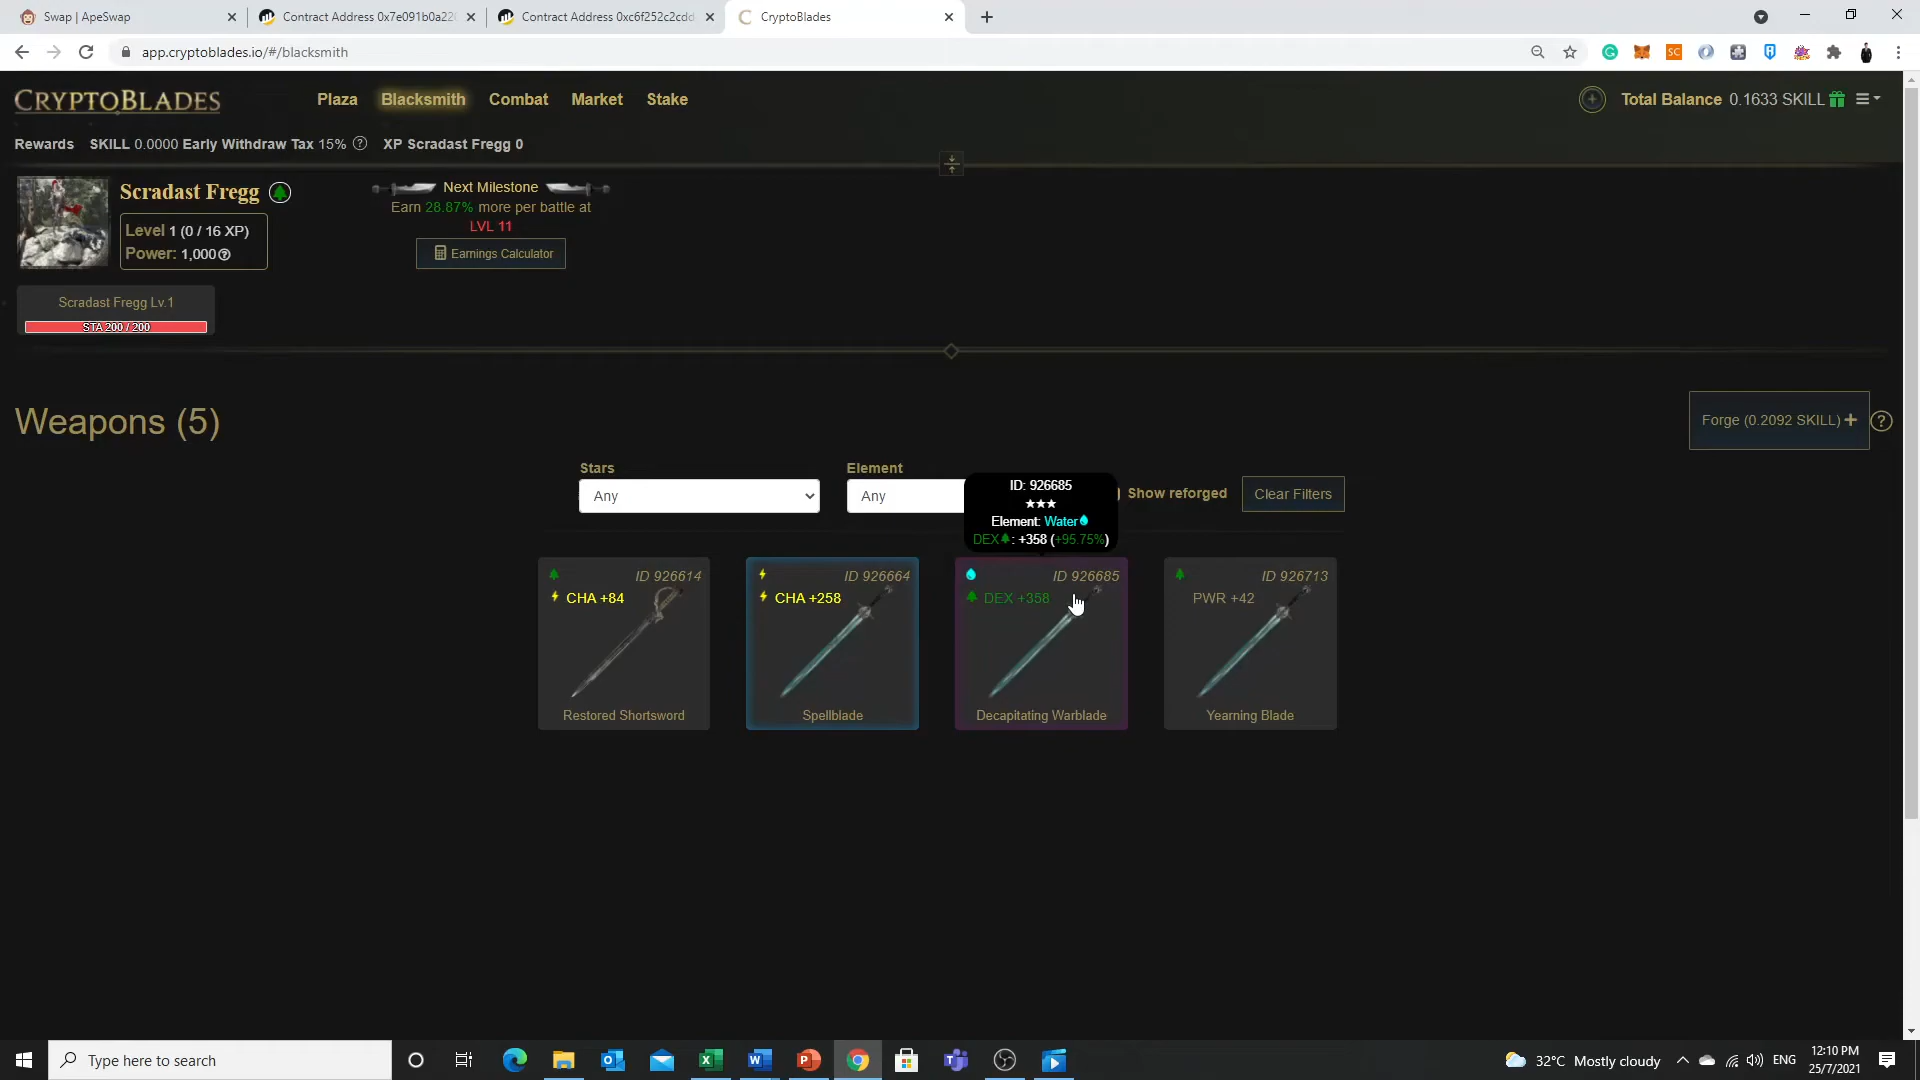 Swap | ApeSwap
Contract Address 0x7e091b0a220
Contract Address 0xc6f252c2cdd
CryptoBlades
app.cryptoblades.io/#/blacksmith
CRYPTOBLADES
Plaza
Blacksmith
Combat
Market
Stake
Total Balance 0.1633 SKILL
Rewards SKILL 0.0000 Early Withdraw Tax 15% XP Scradast Fregg 0
Scradast Fregg
Level 1 (0 / 16 XP)
Power: 1,000
Next Milestone
Earn 28.87% more per battle at
LVL 11
Earnings Calculator
Scradast Fregg Lv.1
STA 200 / 200
Weapons (5)
Forge (0.2092 SKILL) +
Stars
Any
Element
Any
Show reforged
Clear Filters
ID: 926685
★★★
Element: Water
DEX: +358 (+95.75%)
ID 926614
CHA +84
Restored Shortsword
ID 926664
CHA +258
Spellblade
ID 926685
DEX +358
Decapitating Warblade
ID 926713
PWR +42
Yearning Blade
Type here to search
32°C Mostly cloudy
ENG
12:10 PM
25/7/2021